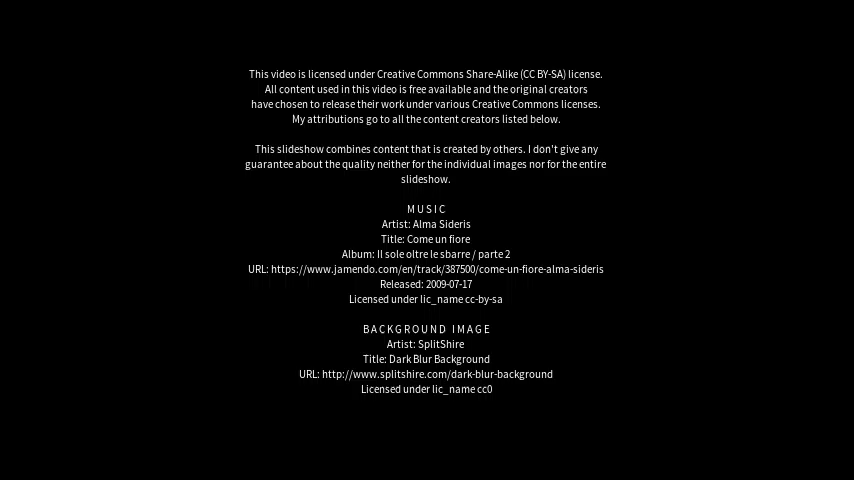 This video is licensed under Creative Commons Share-Alike (CC BY-SA) license.
All content used in this video is free available and the original creators
have chosen to release their work under various Creative Commons licenses.
My attributions go to all the content creators listed below.
This slideshow combines content that is created by others. I don't give any
guarantee about the quality neither for the individual images nor for the entire
slideshow.
MUSIC
Artist: Alma Sideris
Title: Come un fiore
Album: Il sole oltre le sbarre / parte 2
URL: https://www.jamendo.com/en/track/387500/come-un-fiore-alma-sideris
Released: 2009-07-17
Licensed under lic_name cc-by-sa
BACKGROUND IMAGE
Artist: SplitShire
Title: Dark Blur Background
URL: http://www.splitshire.com/dark-blur-background
Licensed under lic_name cc0